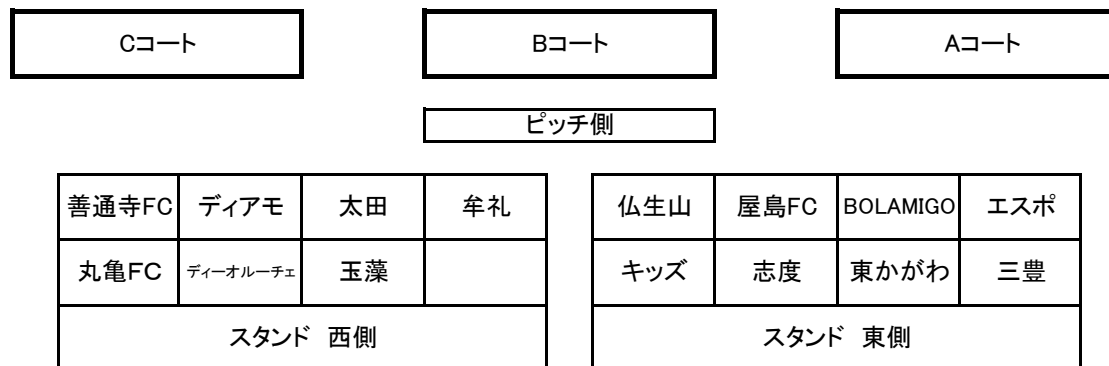 Cコート Bコート Aコート
ピッチ側
善通寺FC ディアモ 太田 牟礼 仏生山 屋島FC BOLAMIGO エスポ
丸亀FC ディーオルーチェ 玉藻 キッズ 志度 東かがわ 三豊
スタンド 西側 スタンド 東側